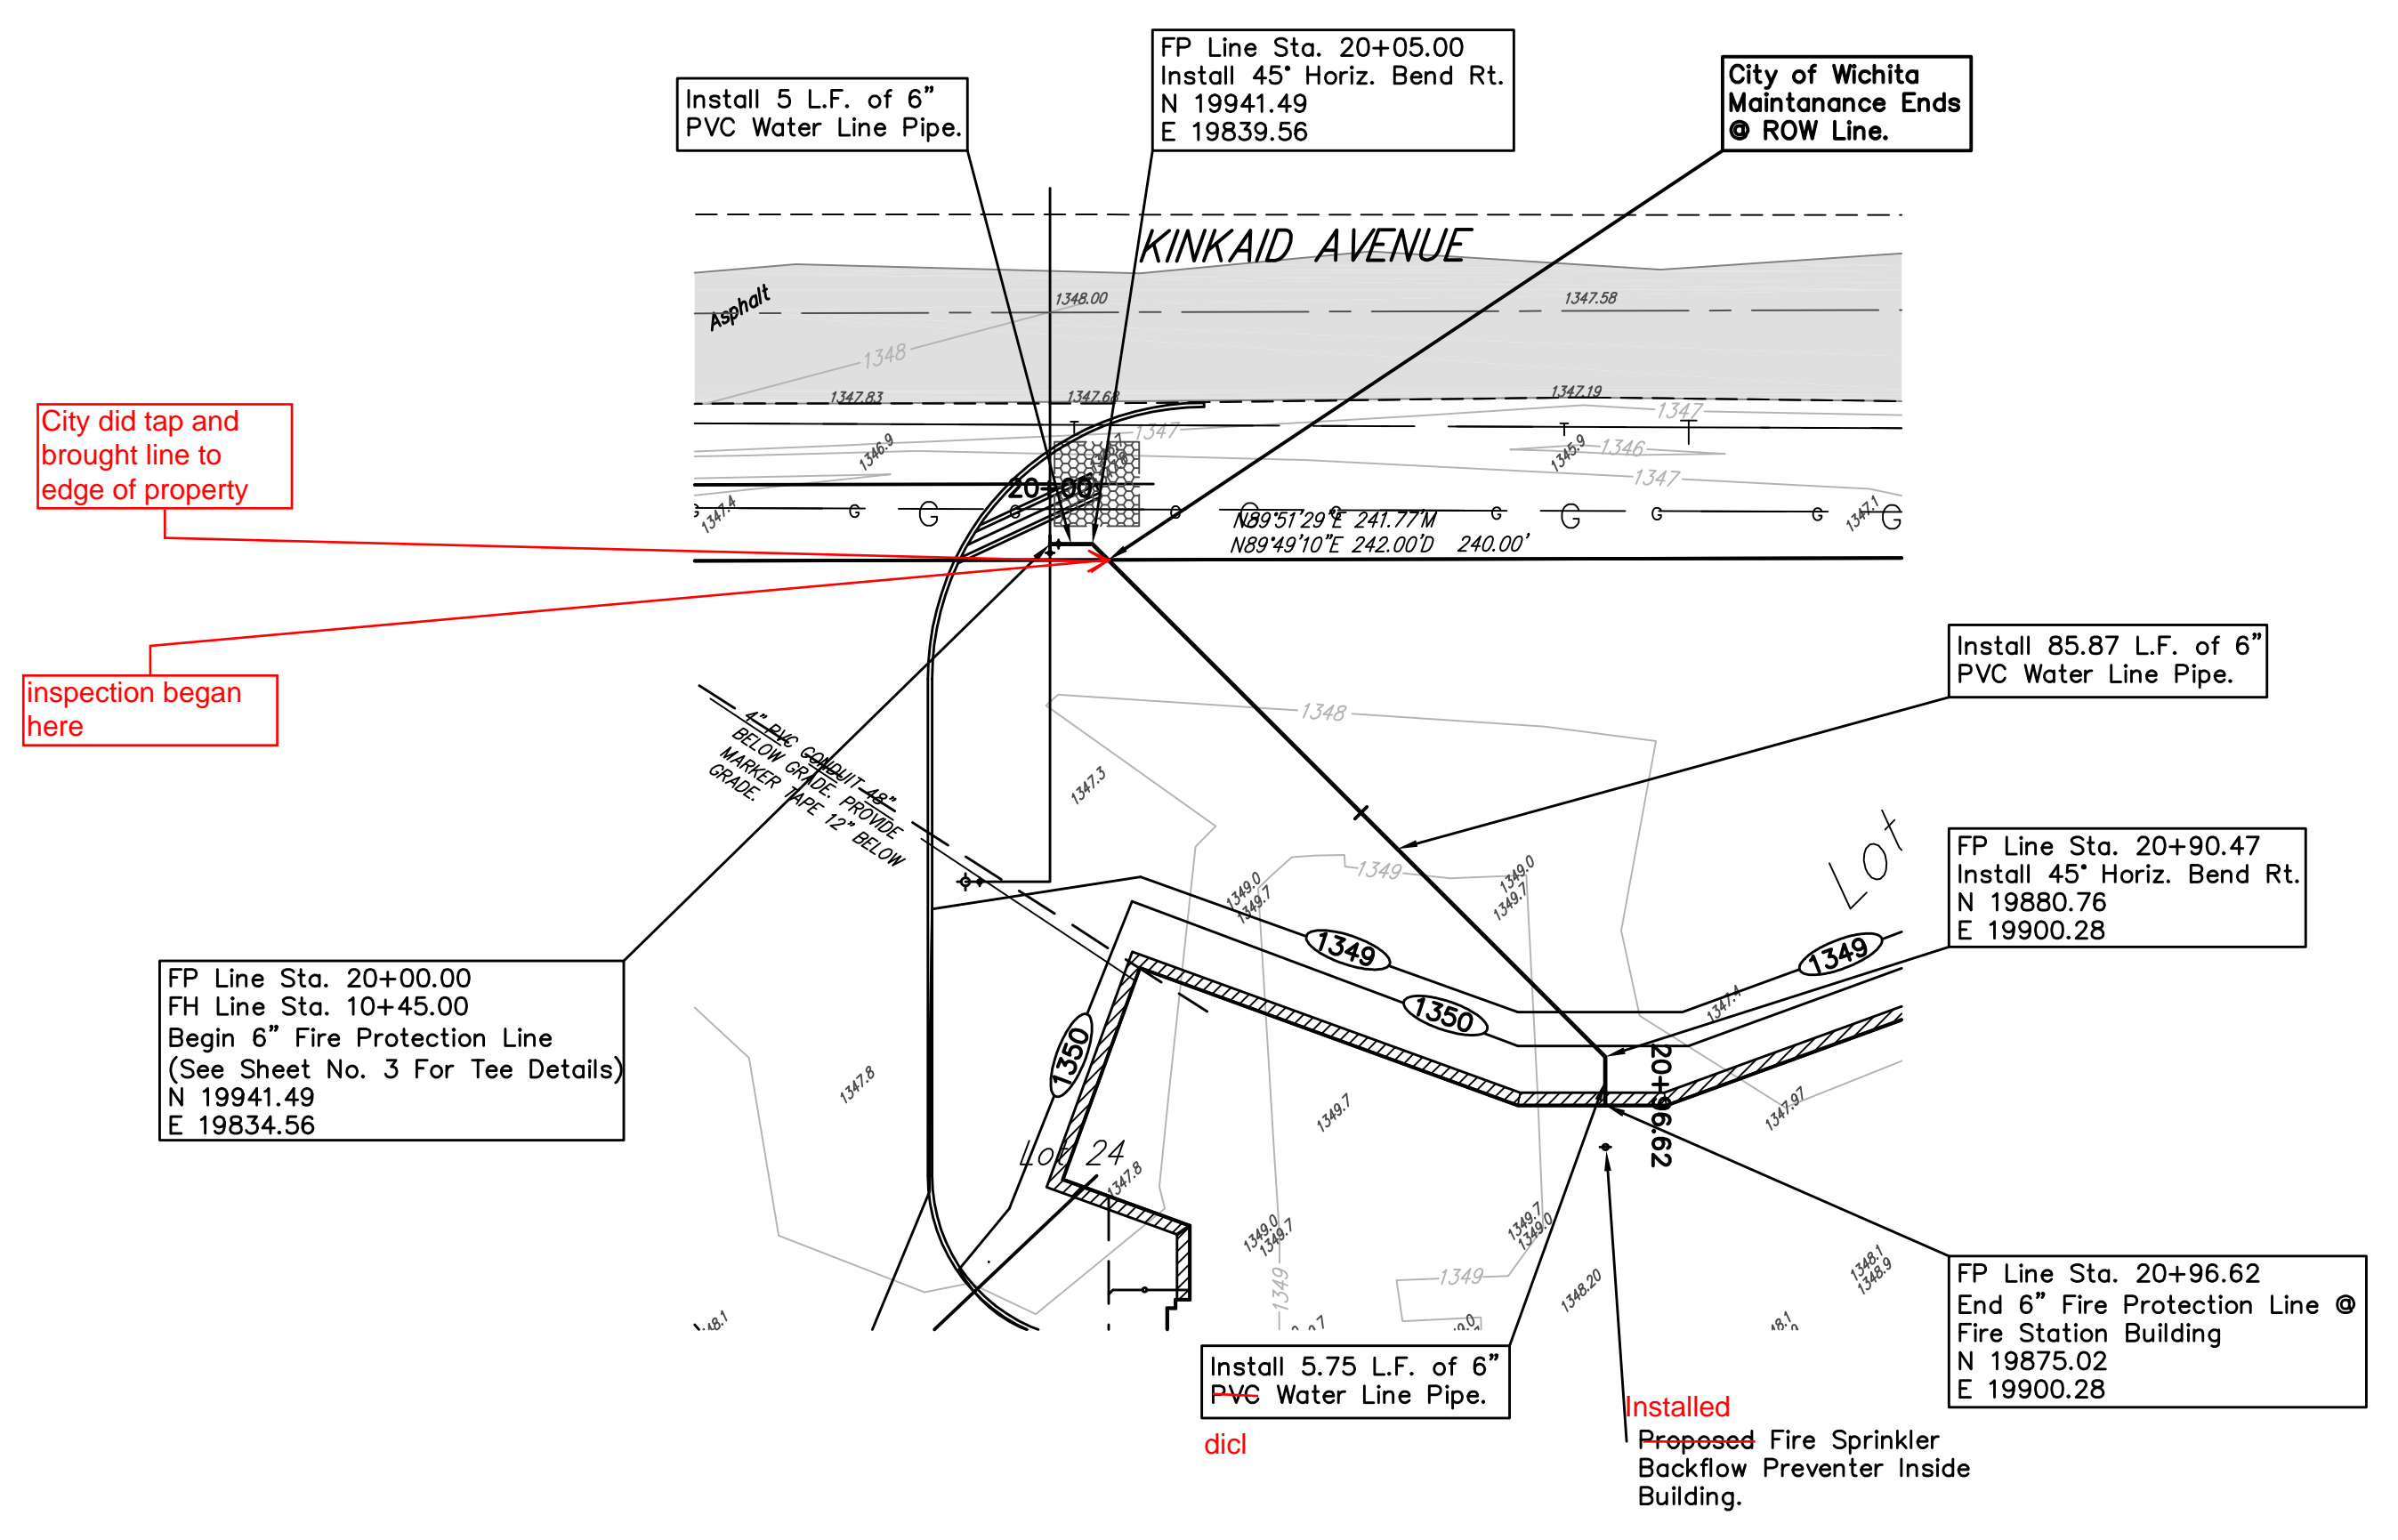 Install 5 L.F. of 6"
PVC Water Line Pipe.
FP Line Sta. 20+05.00
Install 45° Horiz. Bend Rt.
N 19941.49
E 19839.56
City of Wichita
Maintanance Ends
@ ROW Line.
KINKAID AVENUE
Asphalt
1348.00
1347.58
1348
1347.83
1347.68
1347.19
1347
1347
1346.9
1345.9
1346
1347
20+00
1347.4
1347.1
G G G G G G G G G G G
N89°51'29"E 241.77'M
N89°49'10"E 242.00'D 240.00'
City did tap and
brought line to
edge of property
inspection began
here
Install 85.87 L.F. of 6"
PVC Water Line Pipe.
4" PVC CONDUIT 48"
BELOW GRADE. PROVIDE
MARKER TAPE 12" BELOW
GRADE.
1348
1347.3
1349
1349.0
1349.7
1349.0
1349.7
Lot
FP Line Sta. 20+90.47
Install 45° Horiz. Bend Rt.
N 19880.76
E 19900.28
1349
1349
1350
1350
1347.4
FP Line Sta. 20+00.00
FH Line Sta. 10+45.00
Begin 6" Fire Protection Line
(See Sheet No. 3 For Tee Details)
N 19941.49
E 19834.56
1347.8
1349.7
1347.97
20+96.62
Lot 24
1347.8
1349.0
1349.7
1349.7
1349.0
1349
1349
1348.20
1348.1
1348.9
FP Line Sta. 20+96.62
End 6" Fire Protection Line @
Fire Station Building
N 19875.02
E 19900.28
Install 5.75 L.F. of 6"
PVC Water Line Pipe.
dicl
Installed
Proposed Fire Sprinkler
Backflow Preventer Inside
Building.